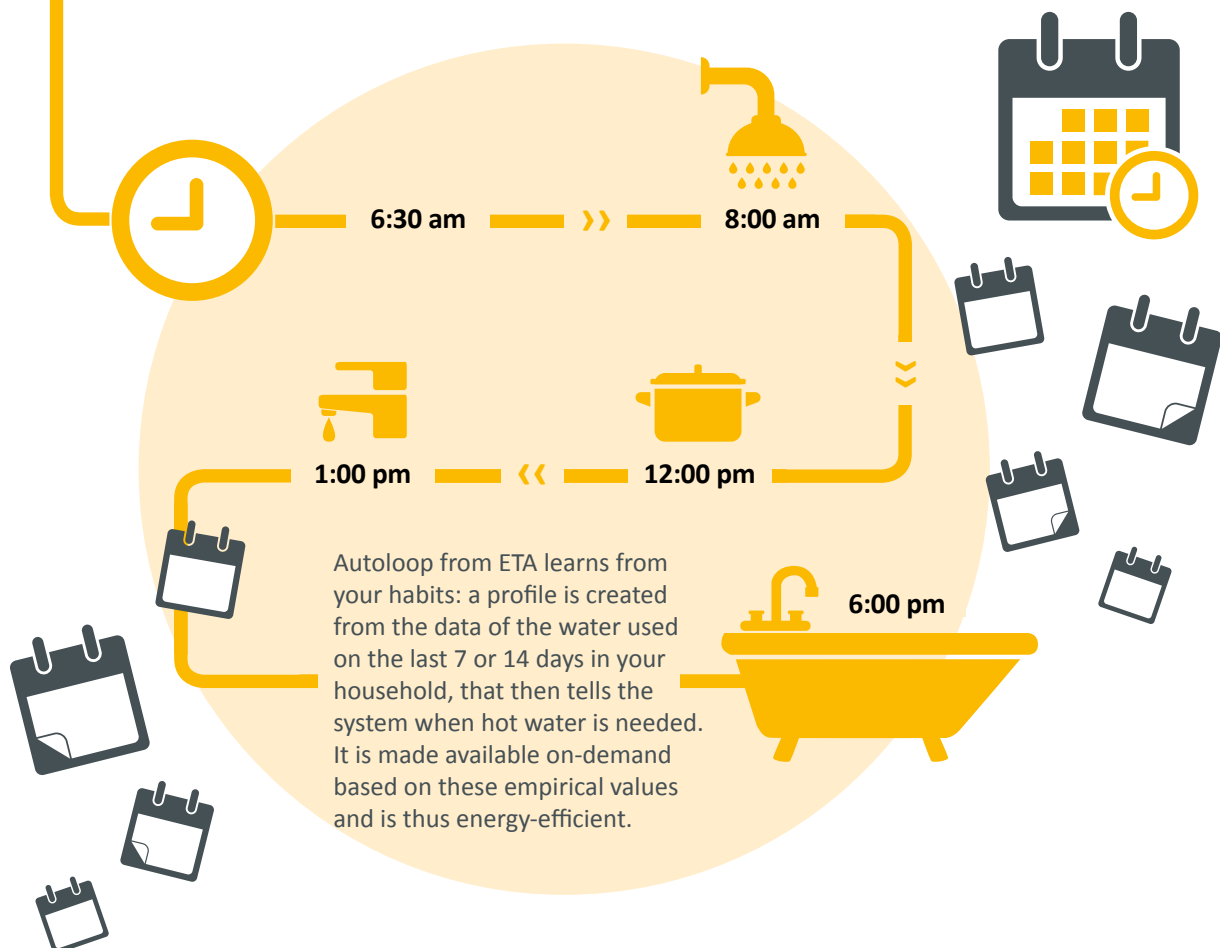 6:30 am
8:00 am
1:00 pm
12:00 pm
Autoloop from ETA learns from
your habits: a profile is created
from the data of the water used
on the last 7 or 14 days in your
household, that then tells the
system when hot water is needed.
It is made available on-demand
based on these empirical values
and is thus energy-efficient.
6:00 pm